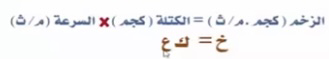 الزخم (كجم .م/ث) = الكتلة (كجم) × السرعة (م/ث)
خ = ك ع